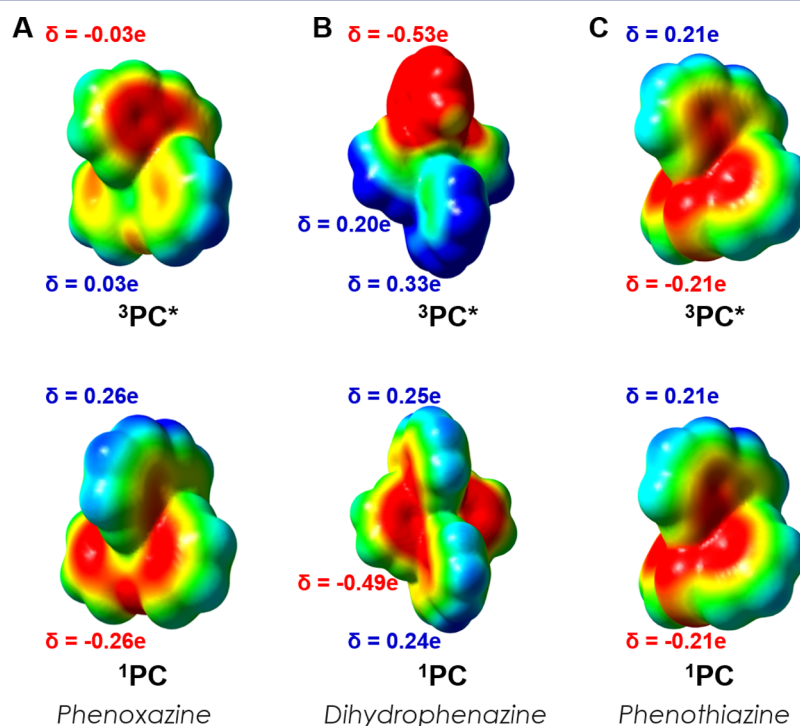 A δ = -0.03e
B δ = -0.53e
C δ = 0.21e
δ = 0.20e
δ = 0.03e
δ = 0.33e
δ = -0.21e
³PC*
³PC*
³PC*
δ = 0.26e
δ = 0.25e
δ = 0.21e
δ = -0.49e
δ = -0.26e
δ = 0.24e
δ = -0.21e
¹PC
¹PC
¹PC
Phenoxazine
Dihydrophenazine
Phenothiazine